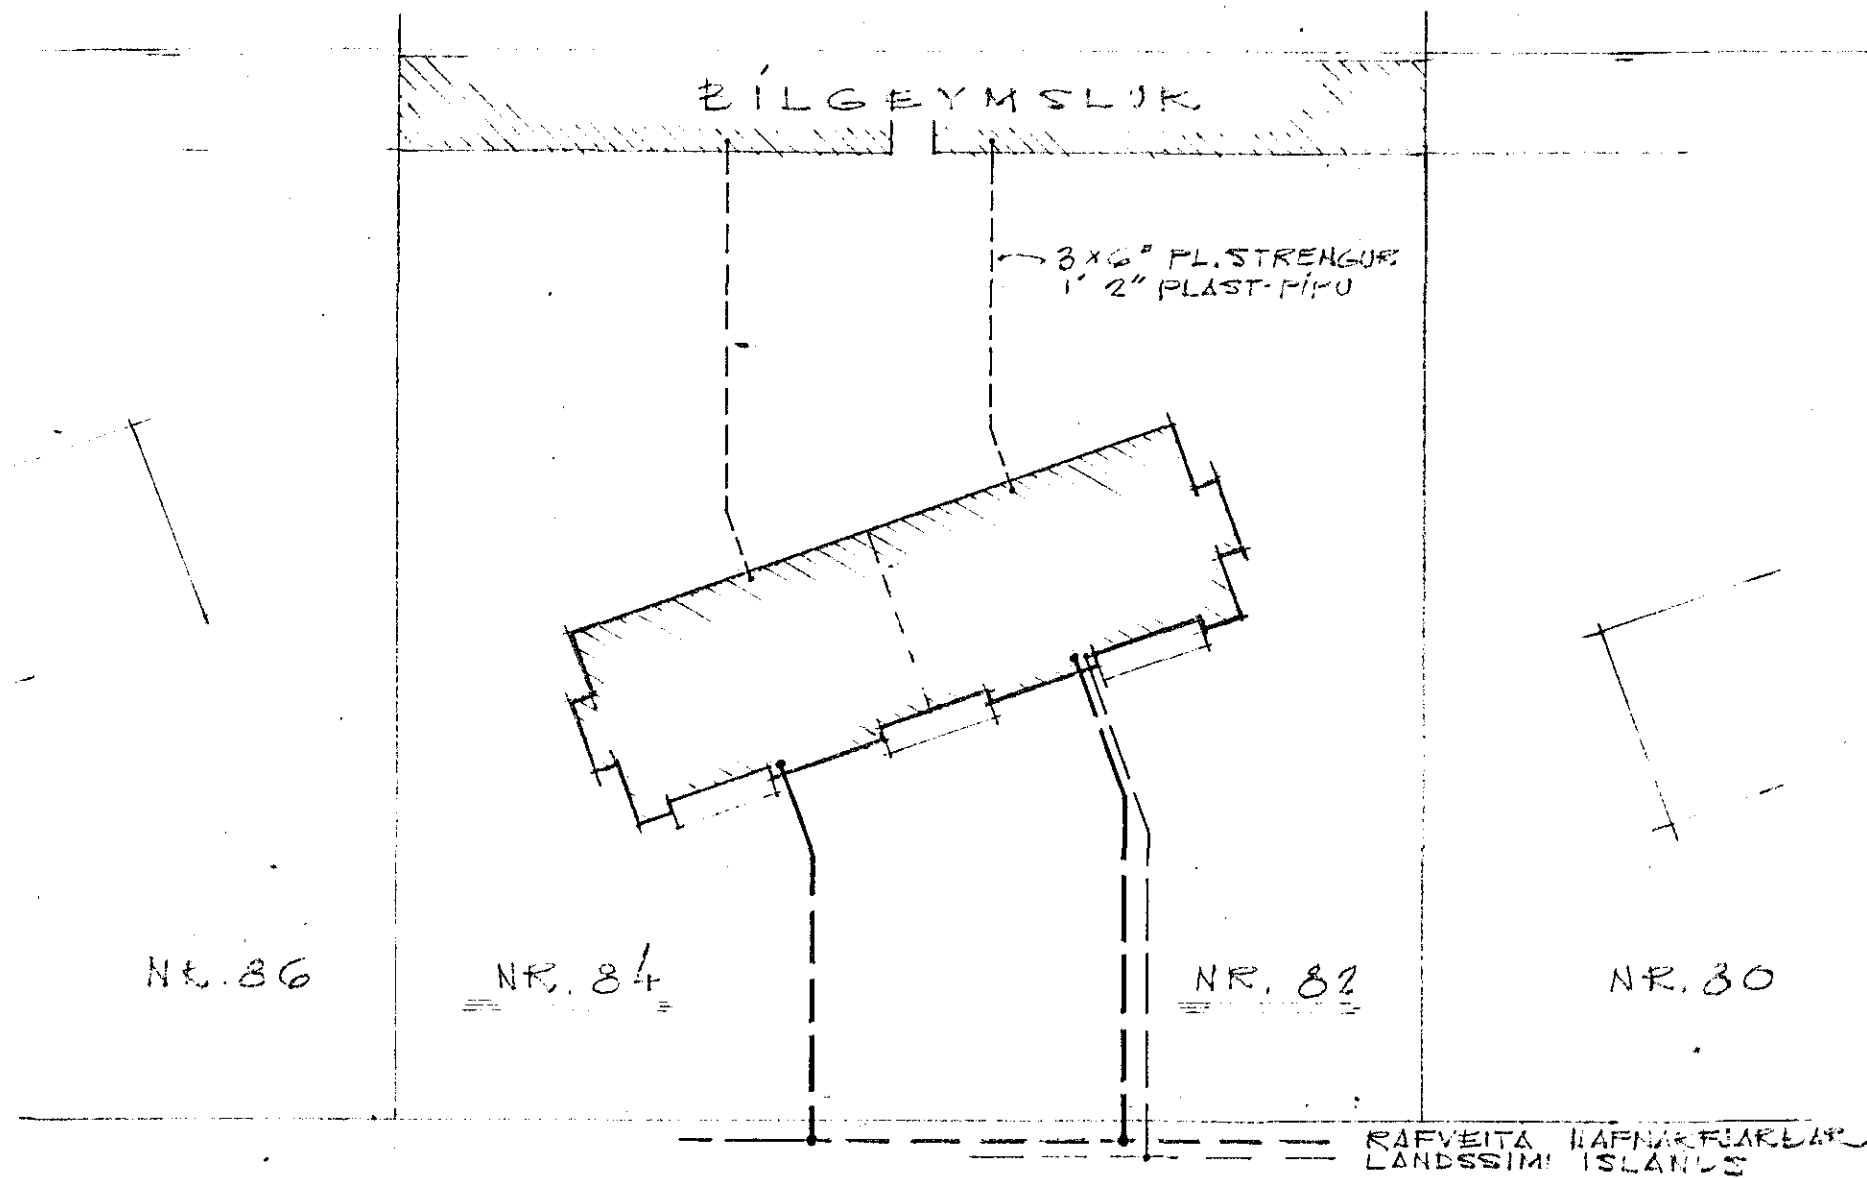 BÍLGEYMSLUR
3×6" PL.STRENGUR
Í 2" PLAST-PÍPU
NR. 86
NR. 84
NR. 82
NR. 80
RAFVEITA HAFNARFJARÐAR
LANDSSÍMI ÍSLANDS